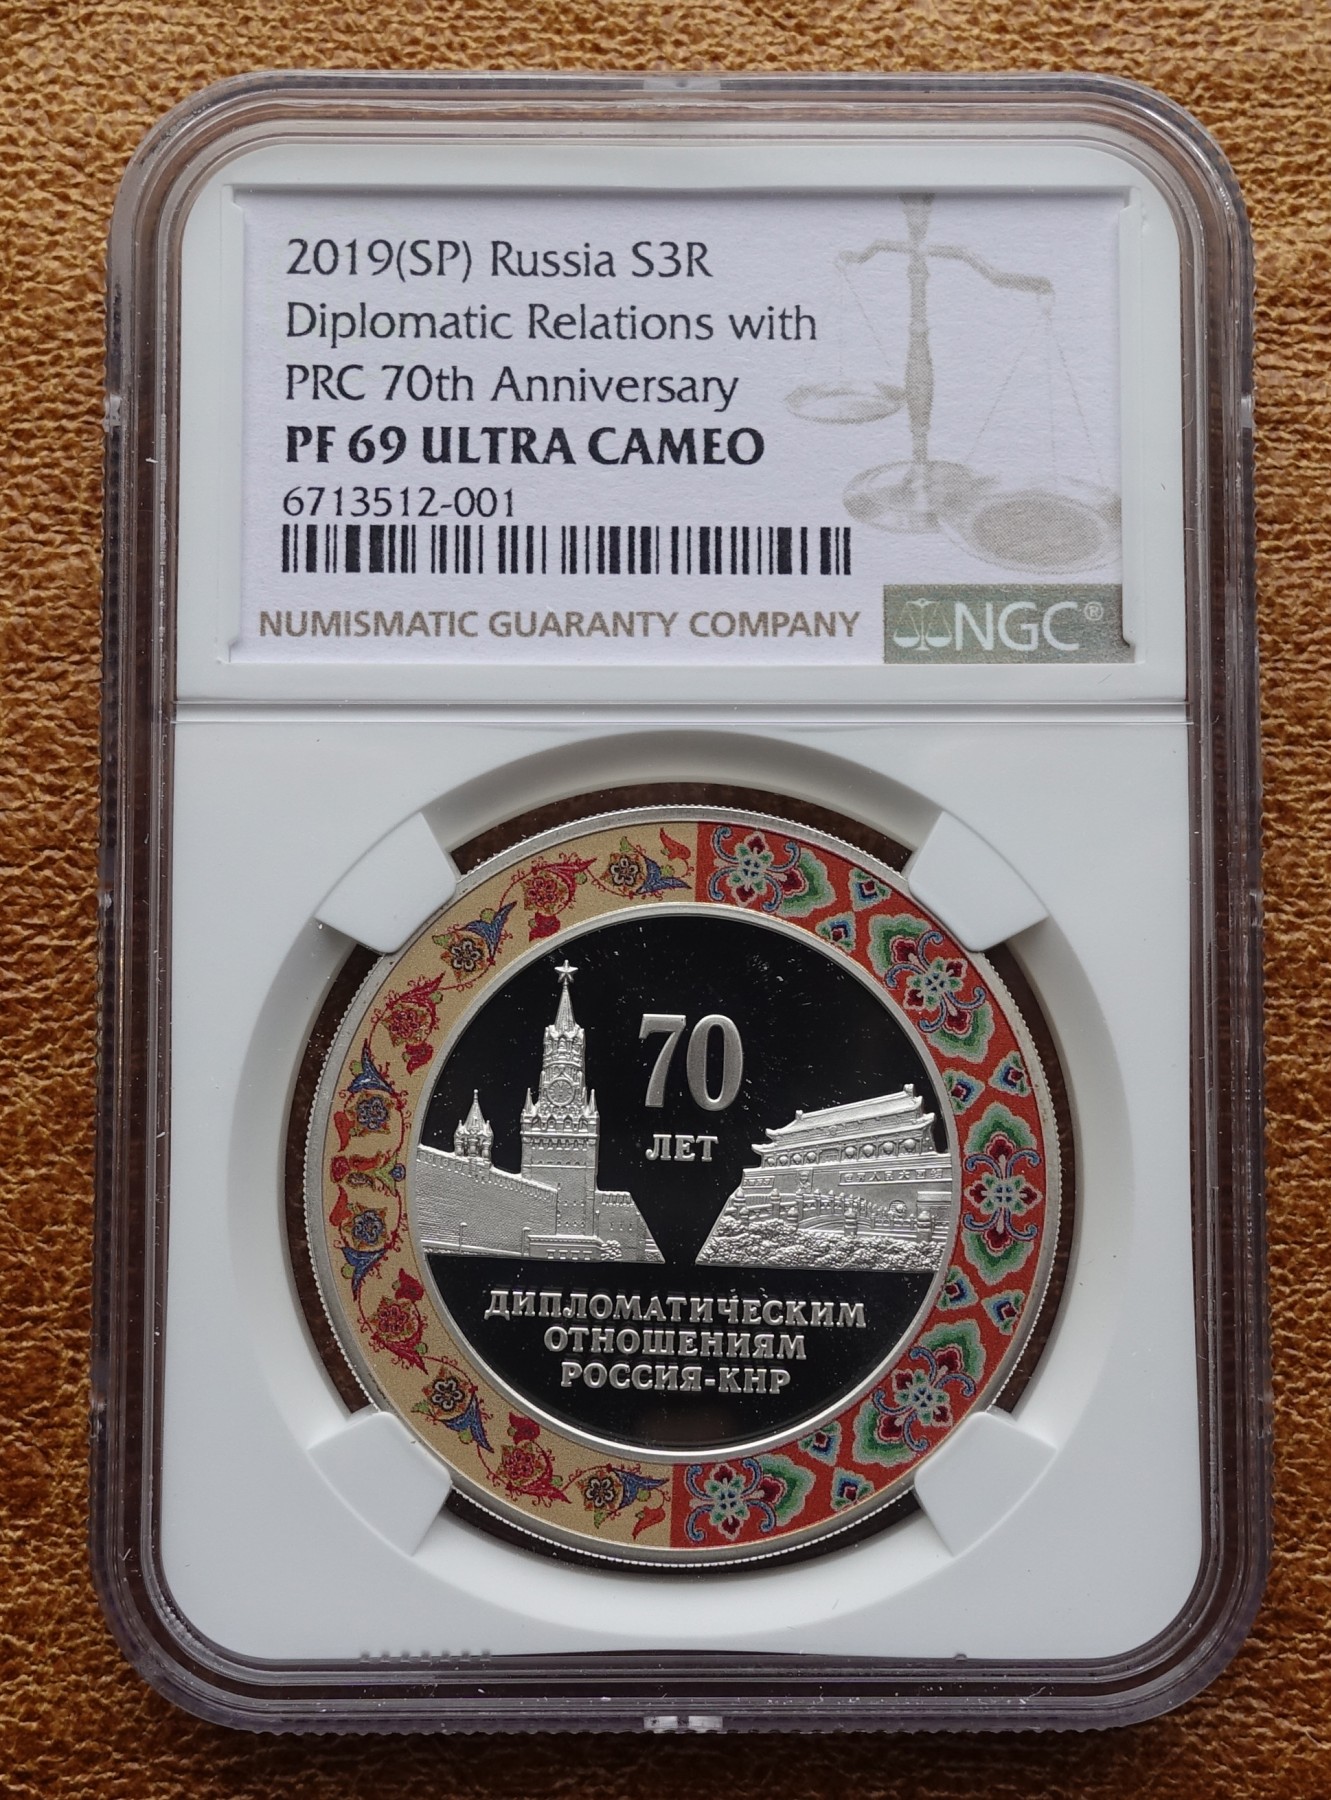 2019(SP) Russia S3R
Diplomatic Relations with
PRC 70th Anniversary
PF 69 ULTRA CAMEO
6713512-001
NUMISMATIC GUARANTY COMPANY
NGC®
70
ЛЕТ
ДИПЛОМАТИЧЕСКИМ
ОТНОШЕНИЯМ
РОССИЯ-КНР